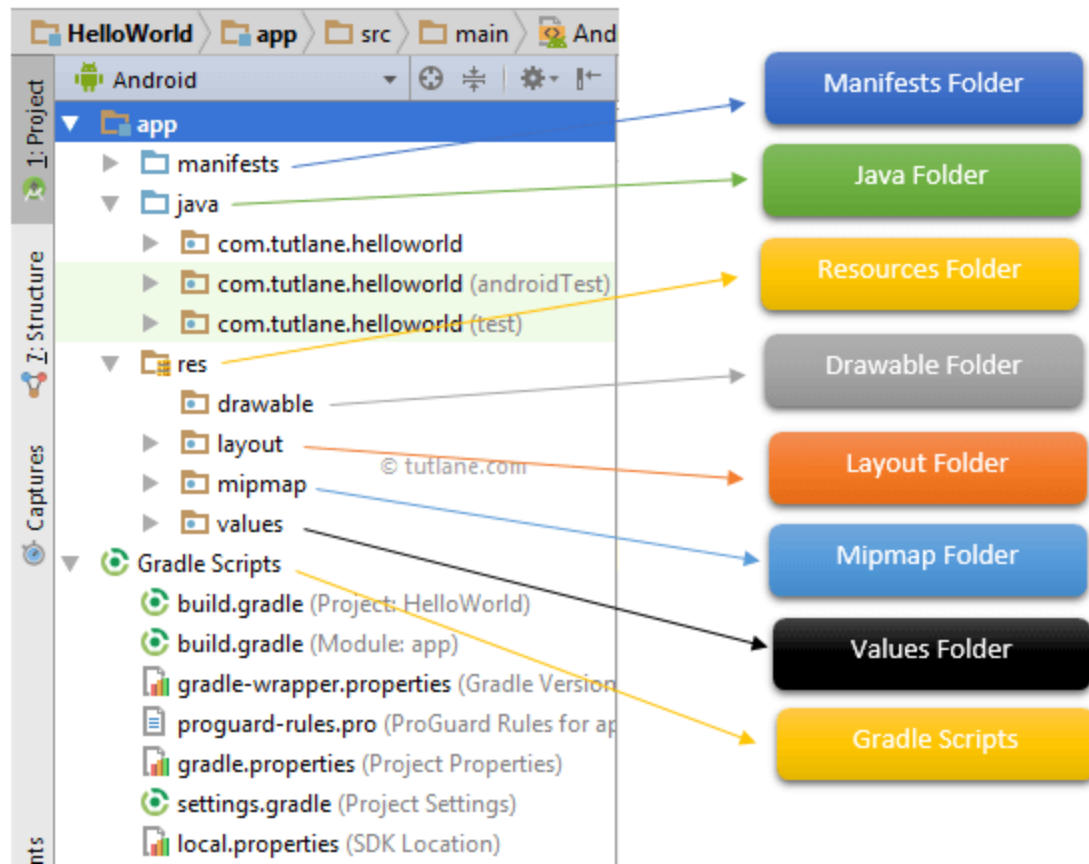 HelloWorld app src main And
Android
1: Project
7: Structure
Captures
nts
app
manifests
java
com.tutlane.helloworld
com.tutlane.helloworld (androidTest)
com.tutlane.helloworld (test)
res
drawable
layout
© tutlane.com
mipmap
values
Gradle Scripts
build.gradle (Project: HelloWorld)
build.gradle (Module: app)
gradle-wrapper.properties (Gradle Version
proguard-rules.pro (ProGuard Rules for ap
gradle.properties (Project Properties)
settings.gradle (Project Settings)
local.properties (SDK Location)
Manifests Folder
Java Folder
Resources Folder
Drawable Folder
Layout Folder
Mipmap Folder
Values Folder
Gradle Scripts